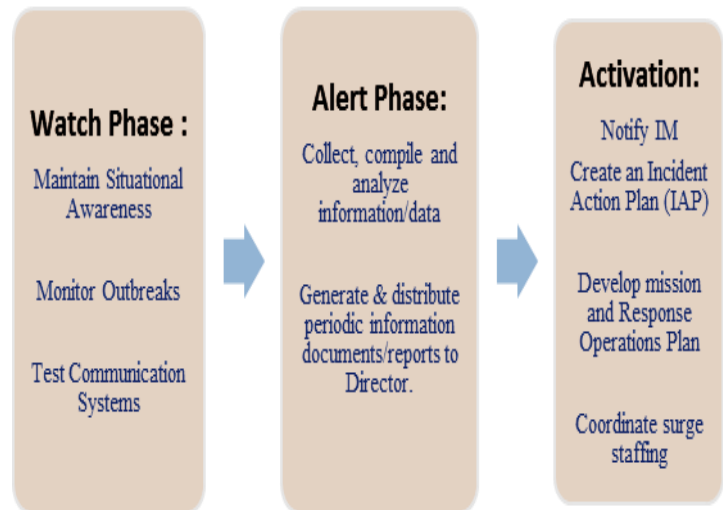 Watch Phase :
Maintain Situational
Awareness
Monitor Outbreaks
Test Communication
Systems
Alert Phase:
Collect, compile and
analyze
information/data
Generate & distribute
periodic information
documents/reports to
Director.
Activation:
Notify IM
Create an Incident
Action Plan (IAP)
Develop mission
and Response
Operations Plan
Coordinate surge
staffing